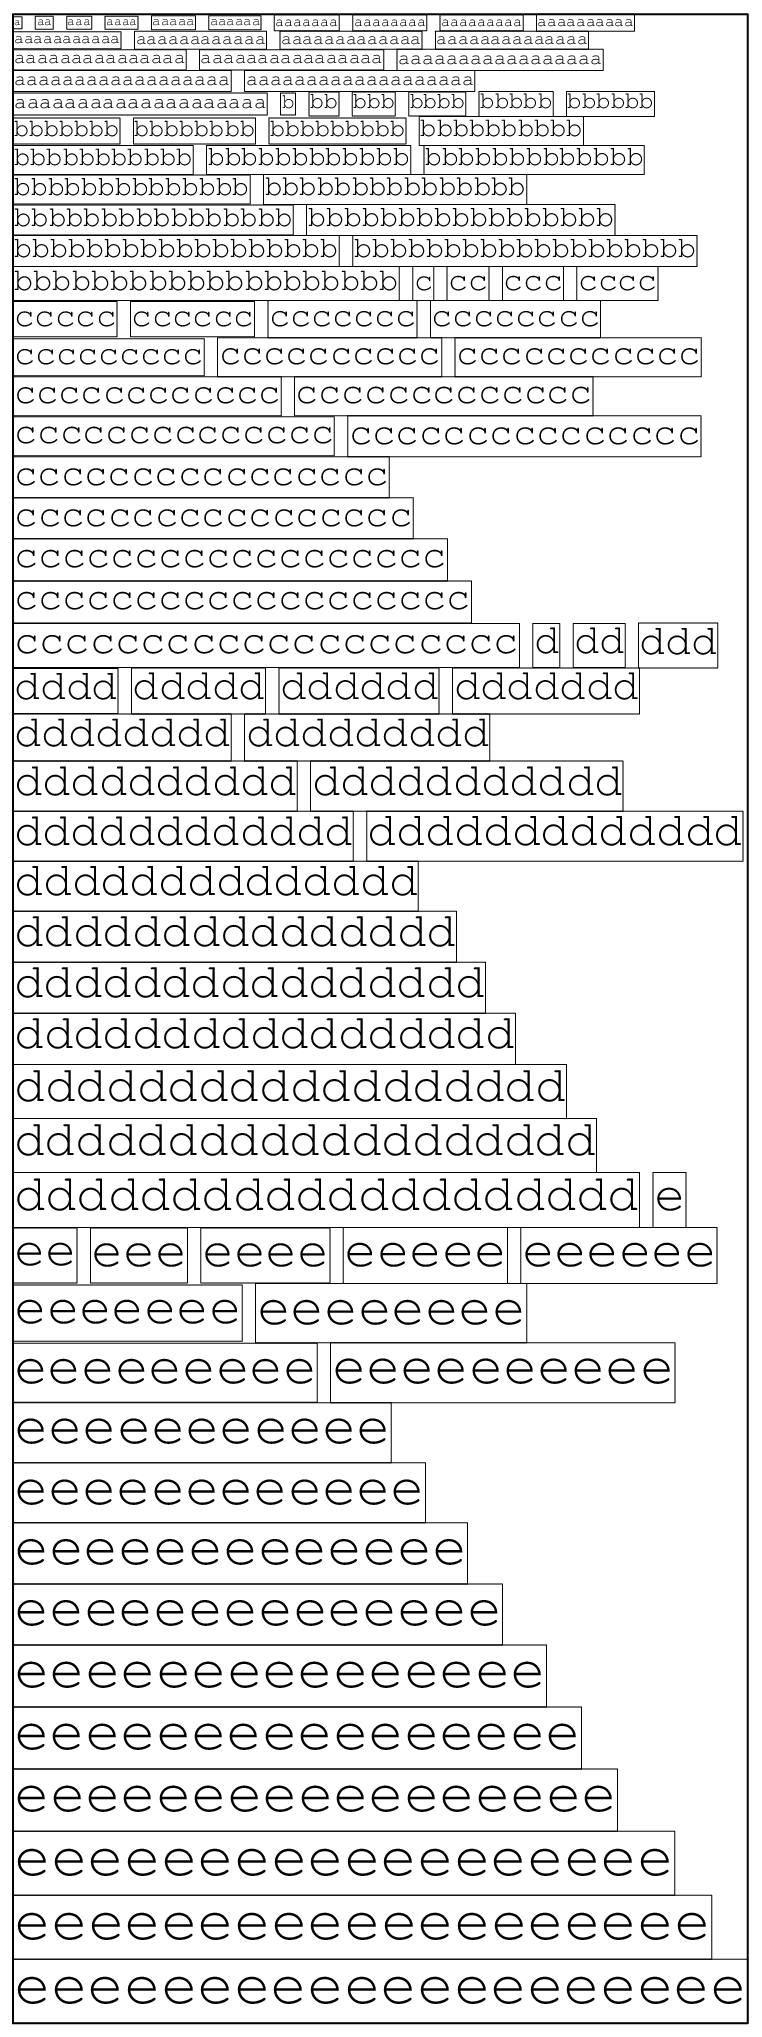 a aa aaa aaaa aaaaa aaaaaa aaaaaaa aaaaaaaa aaaaaaaaa aaaaaaaaaa
aaaaaaaaaaa aaaaaaaaaaaa aaaaaaaaaaaaa aaaaaaaaaaaaaa
aaaaaaaaaaaaaaa aaaaaaaaaaaaaaaa aaaaaaaaaaaaaaaaa
aaaaaaaaaaaaaaaaaa aaaaaaaaaaaaaaaaaaa
aaaaaaaaaaaaaaaaaaaa b bb bbb bbbb bbbbb bbbbbb
bbbbbbb bbbbbbbb bbbbbbbbb bbbbbbbbbb
bbbbbbbbbbb bbbbbbbbbbbb bbbbbbbbbbbbb
bbbbbbbbbbbbbb bbbbbbbbbbbbbbb
bbbbbbbbbbbbbbbb bbbbbbbbbbbbbbbbb
bbbbbbbbbbbbbbbbbb bbbbbbbbbbbbbbbbbbb
bbbbbbbbbbbbbbbbbbbb c cc ccc cccc
ccccc cccccc ccccccc cccccccc
ccccccccc cccccccccc ccccccccccc
cccccccccccc ccccccccccccc
cccccccccccccc ccccccccccccccc
cccccccccccccccc
ccccccccccccccccc
cccccccccccccccccc
ccccccccccccccccccc
cccccccccccccccccccc d dd ddd
dddd ddddd dddddd ddddddd
dddddddd ddddddddd
dddddddddd ddddddddddd
dddddddddddd ddddddddddddd
dddddddddddddd
ddddddddddddddd
dddddddddddddddd
ddddddddddddddddd
dddddddddddddddddd
ddddddddddddddddddd
dddddddddddddddddddd e
ee eee eeee eeeee eeeeee
eeeeeee eeeeeeee
eeeeeeeee eeeeeeeeee
eeeeeeeeeee
eeeeeeeeeeee
eeeeeeeeeeeee
eeeeeeeeeeeeee
eeeeeeeeeeeeeee
eeeeeeeeeeeeeeee
eeeeeeeeeeeeeeeee
eeeeeeeeeeeeeeeeee
eeeeeeeeeeeeeeeeeee
eeeeeeeeeeeeeeeeeeee